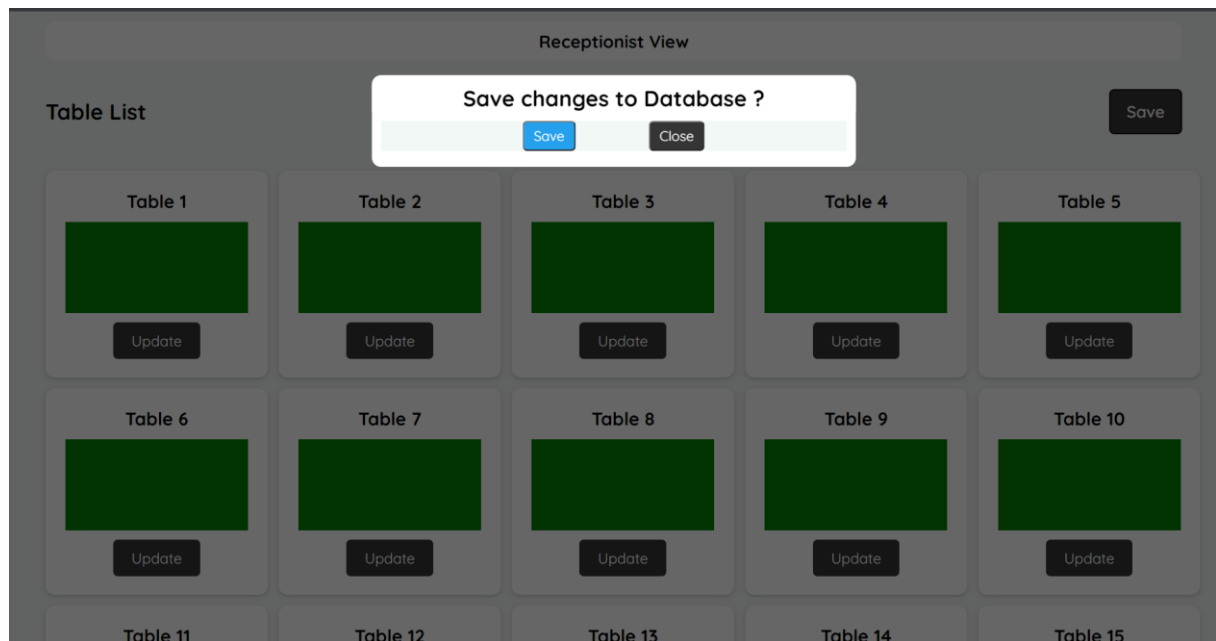 Receptionist View
Save changes to Database ?
Table List
Save
Save
Close
Table 1
Table 2
Table 3
Table 4
Table 5
Update
Update
Update
Update
Update
Table 6
Table 7
Table 8
Table 9
Table 10
Update
Update
Update
Update
Update
Table 11
Table 12
Table 13
Table 14
Table 15